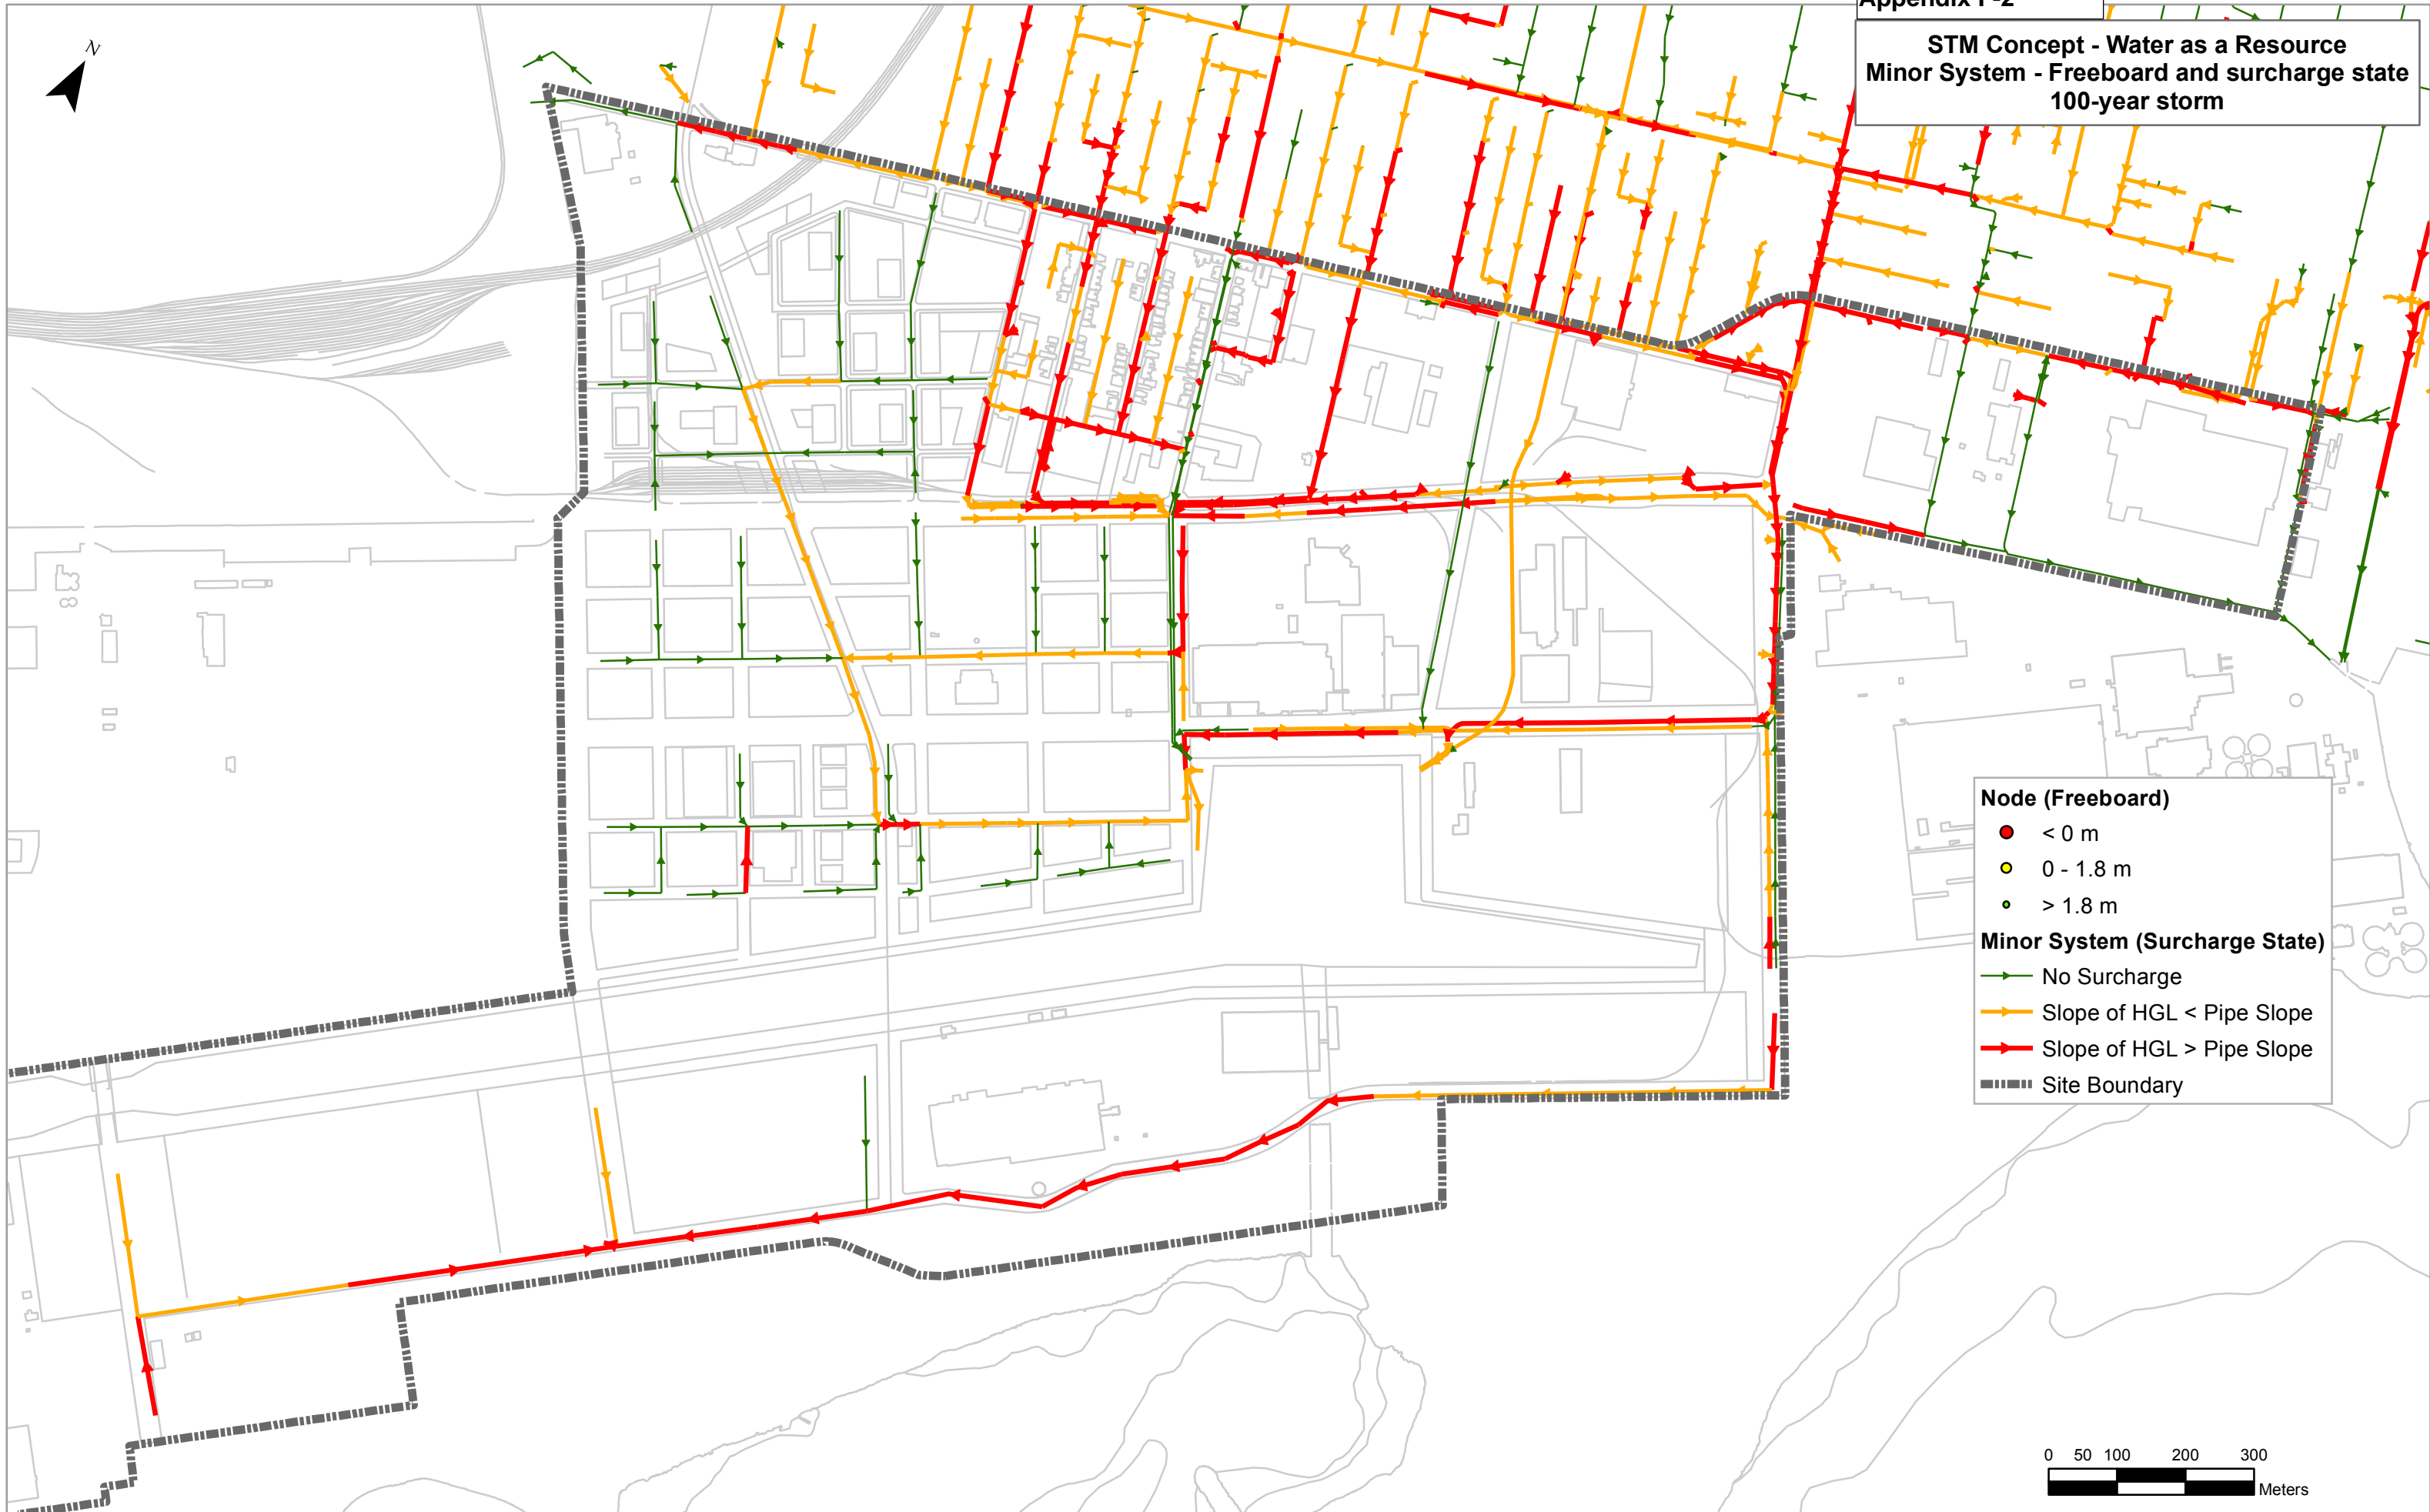 STM Concept - Water as a Resource
Minor System - Freeboard and surcharge state
100-year storm
N
Node (Freeboard)
< 0 m
0 - 1.8 m
> 1.8 m
Minor System (Surcharge State)
No Surcharge
Slope of HGL < Pipe Slope
Slope of HGL > Pipe Slope
Site Boundary
0 50 100 200 300
Meters